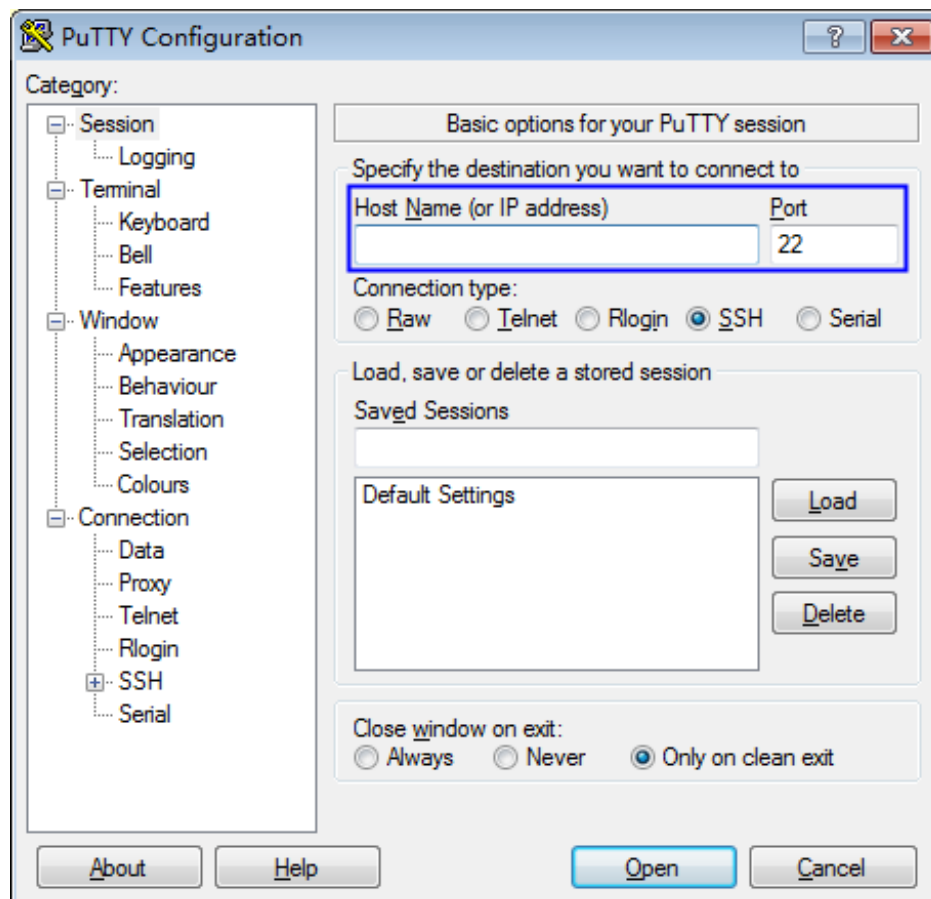 PuTTY Configuration
Category:
Session
Logging
Terminal
Keyboard
Bell
Features
Window
Appearance
Behaviour
Translation
Selection
Colours
Connection
Data
Proxy
Telnet
Rlogin
SSH
Serial
Basic options for your PuTTY session
Specify the destination you want to connect to
Host Name (or IP address) Port
22
Connection type:
Raw Telnet Rlogin SSH Serial
Load, save or delete a stored session
Saved Sessions
Default Settings
Load
Save
Delete
Close window on exit:
Always Never Only on clean exit
About Help Open Cancel